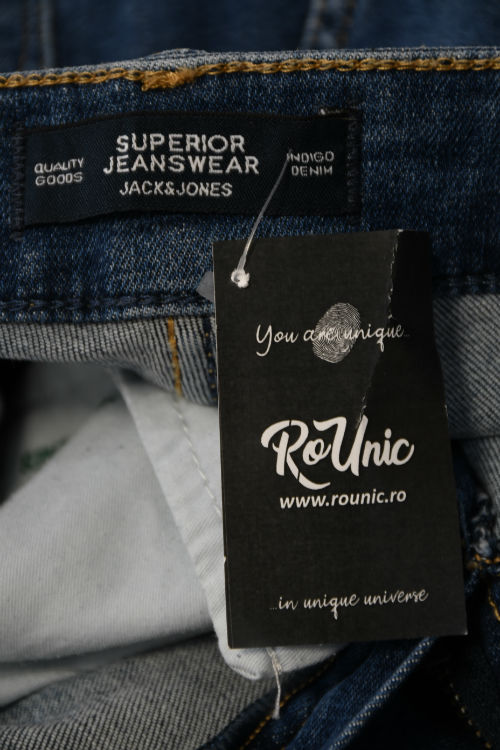 QUALITY GOODS
SUPERIOR
JEANSWEAR
JACK&JONES
INDIGO
DENIM
You are unique...
RoUnic
www.rounic.ro
...in unique universe